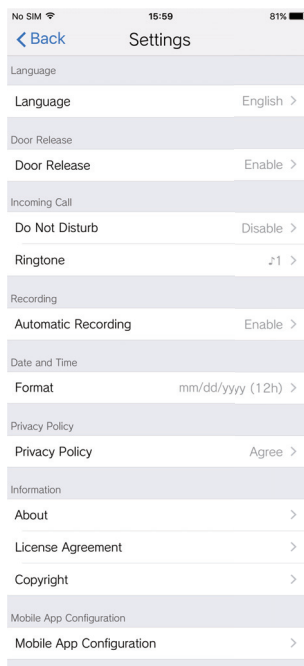 No SIM 15:59 81%
Back Settings
Language
Language English
Door Release
Door Release Enable
Incoming Call
Do Not Disturb Disable
Ringtone ♪1
Recording
Automatic Recording Enable
Date and Time
Format mm/dd/yyyy (12h)
Privacy Policy
Privacy Policy Agree
Information
About
License Agreement
Copyright
Mobile App Configuration
Mobile App Configuration